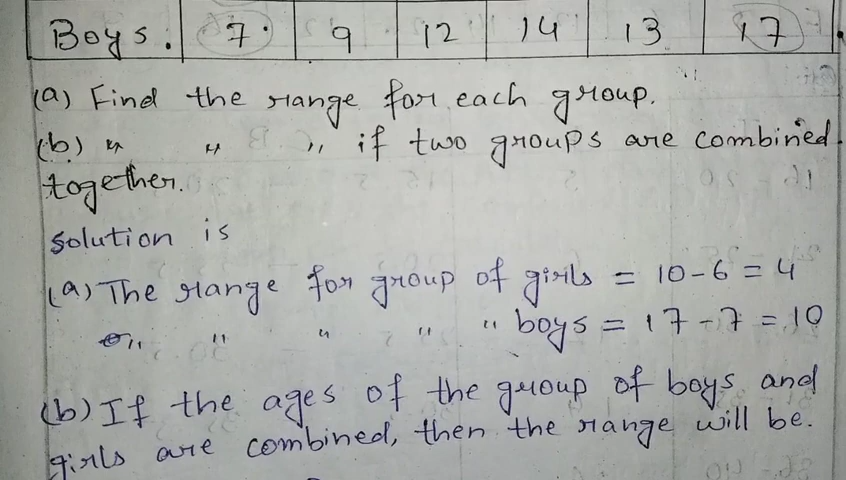 Boys. 7. 9 12 14 13 17
(a) Find the range for each group.
(b) " " " if two groups are combined
together.
Solution is
(a) The range for group of girls = 10-6 = 4
" " " " " boys = 17-7 = 10
(b) If the ages of the group of boys and
girls are combined, then the range will be.